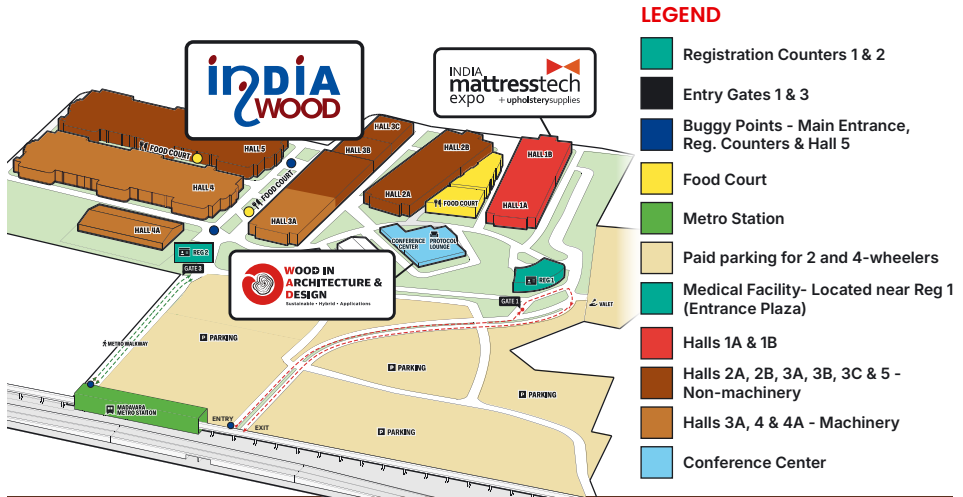 INDIA
WOOD
INDIA
mattresstech
expo + upholsterysupplies
HALL 3C
HALL 5
HALL 3B
HALL 2B
HALL 1B
FOOD COURT
HALL 4
FOOD COURT
HALL 2A
FOOD COURT
HALL 1A
HALL 3A
HALL 4A
REG 2
GATE 3
CONFERENCE
CENTER
PROTOCOL
LOUNGE
WOOD IN
ARCHITECTURE &
DESIGN
Sustainable • Hybrid • Applications
REG 1
GATE 1
VALET
METRO WALKWAY
PARKING
PARKING
PARKING
PARKING
MADAVARA
METRO STATION
ENTRY
EXIT
LEGEND
Registration Counters 1 & 2
Entry Gates 1 & 3
Buggy Points - Main Entrance,
Reg. Counters & Hall 5
Food Court
Metro Station
Paid parking for 2 and 4-wheelers
Medical Facility- Located near Reg 1
(Entrance Plaza)
Halls 1A & 1B
Halls 2A, 2B, 3A, 3B, 3C & 5 -
Non-machinery
Halls 3A, 4 & 4A - Machinery
Conference Center